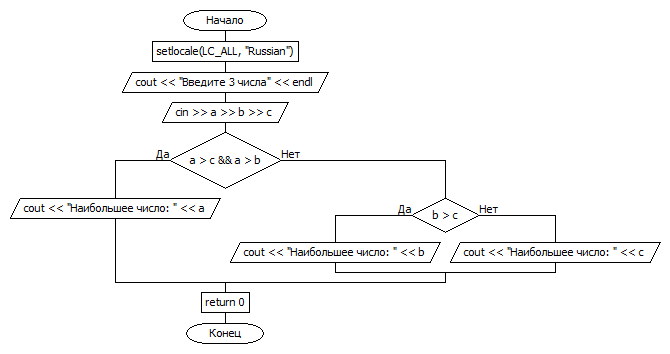 Начало
setlocale(LC_ALL, "Russian")
cout << "Введите 3 числа" << endl
cin >> a >> b >> c
Да
a > c && a > b
Нет
cout << "Наибольшее число: " << a
Да
b > c
Нет
cout << "Наибольшее число: " << b
cout << "Наибольшее число: " << c
return 0
Конец